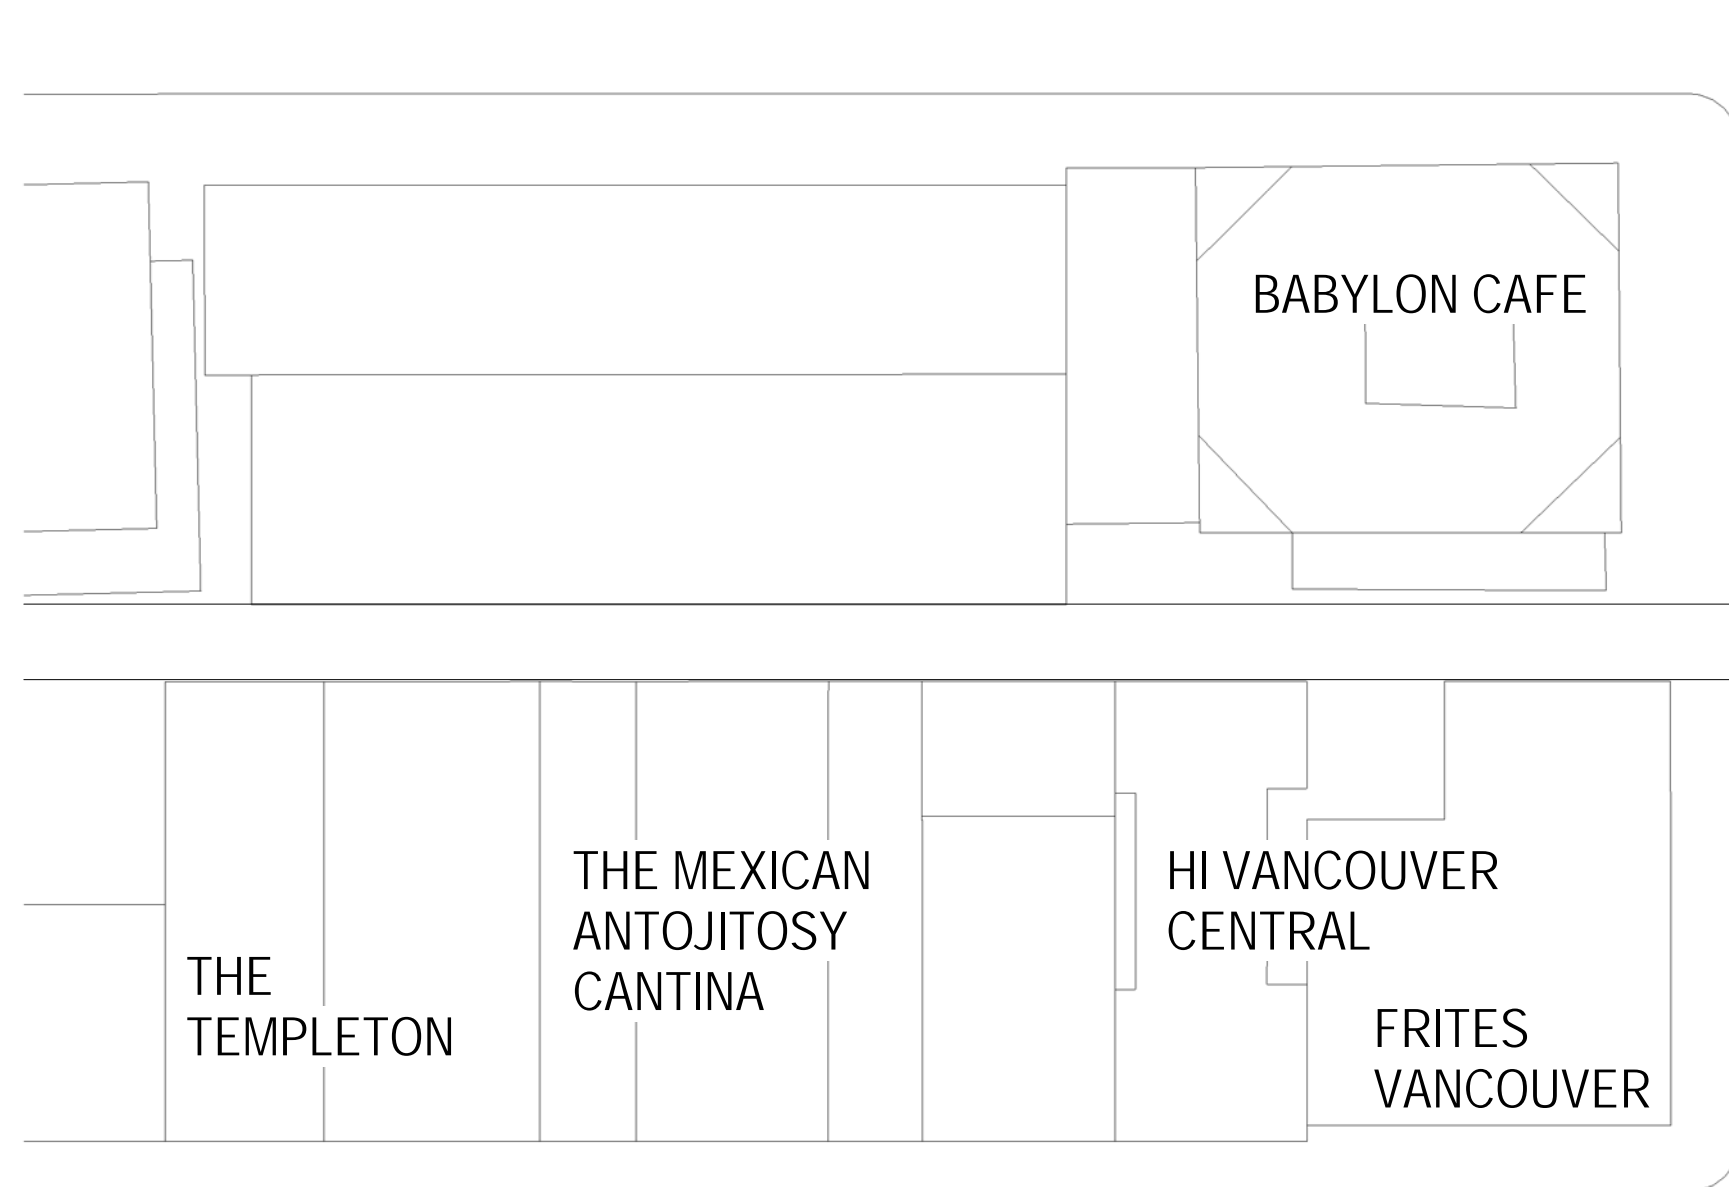 BABYLON CAFE
THE MEXICAN
ANTOJITOSY
CANTINA
HI VANCOUVER
CENTRAL
THE
TEMPLETON
FRITES
VANCOUVER